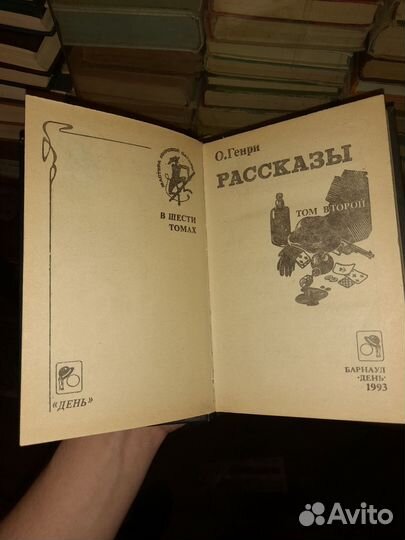 В ШЕСТИ
ТОМАХ
«ДЕНЬ»
О. Генри
РАССКАЗЫ
ТОМ ВТОРОЙ
БАРНАУЛ
«ДЕНЬ»
1993
Avito